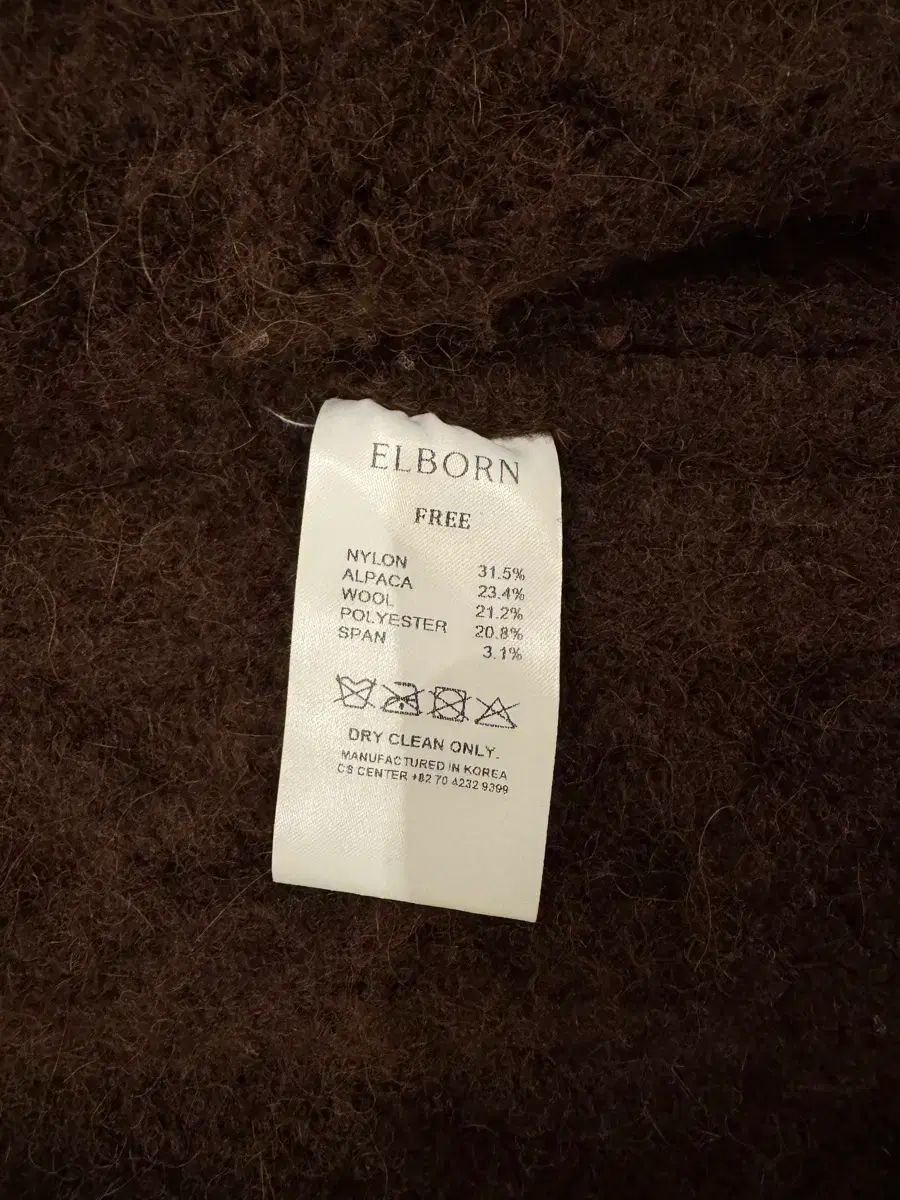 ELBORN
FREE
NYLON 31.5%
ALPACA 23.4%
WOOL 21.2%
POLYESTER 20.8%
SPAN 3.1%
DRY CLEAN ONLY.
MANUFACTURED IN KOREA
CS CENTER +82 70 4232 9399